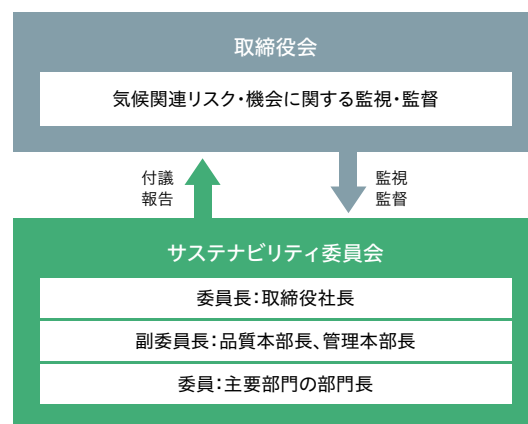 取締役会
気候関連リスク・機会に関する監視・監督
付議
報告
監視
監督
サステナビリティ委員会
委員長：取締役社長
副委員長：品質本部長、管理本部長
委員：主要部門の部門長